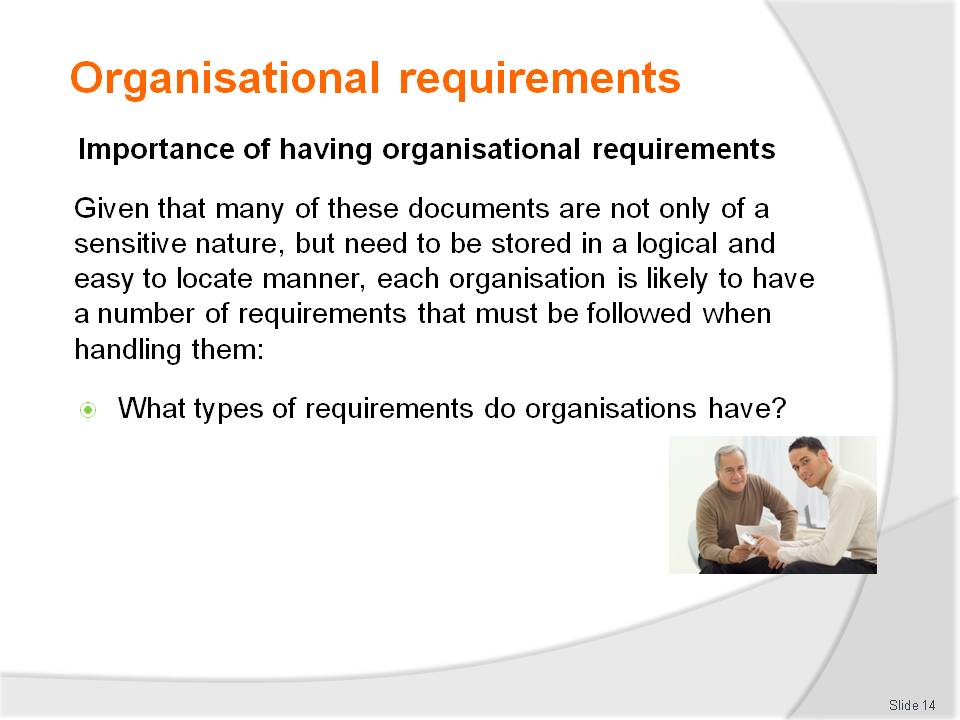 Organisational requirements
Importance of having organisational requirements
Given that many of these documents are not only of a
sensitive nature, but need to be stored in a logical and
easy to locate manner, each organisation is likely to have
a number of requirements that must be followed when
handling them:
What types of requirements do organisations have?
Slide 14